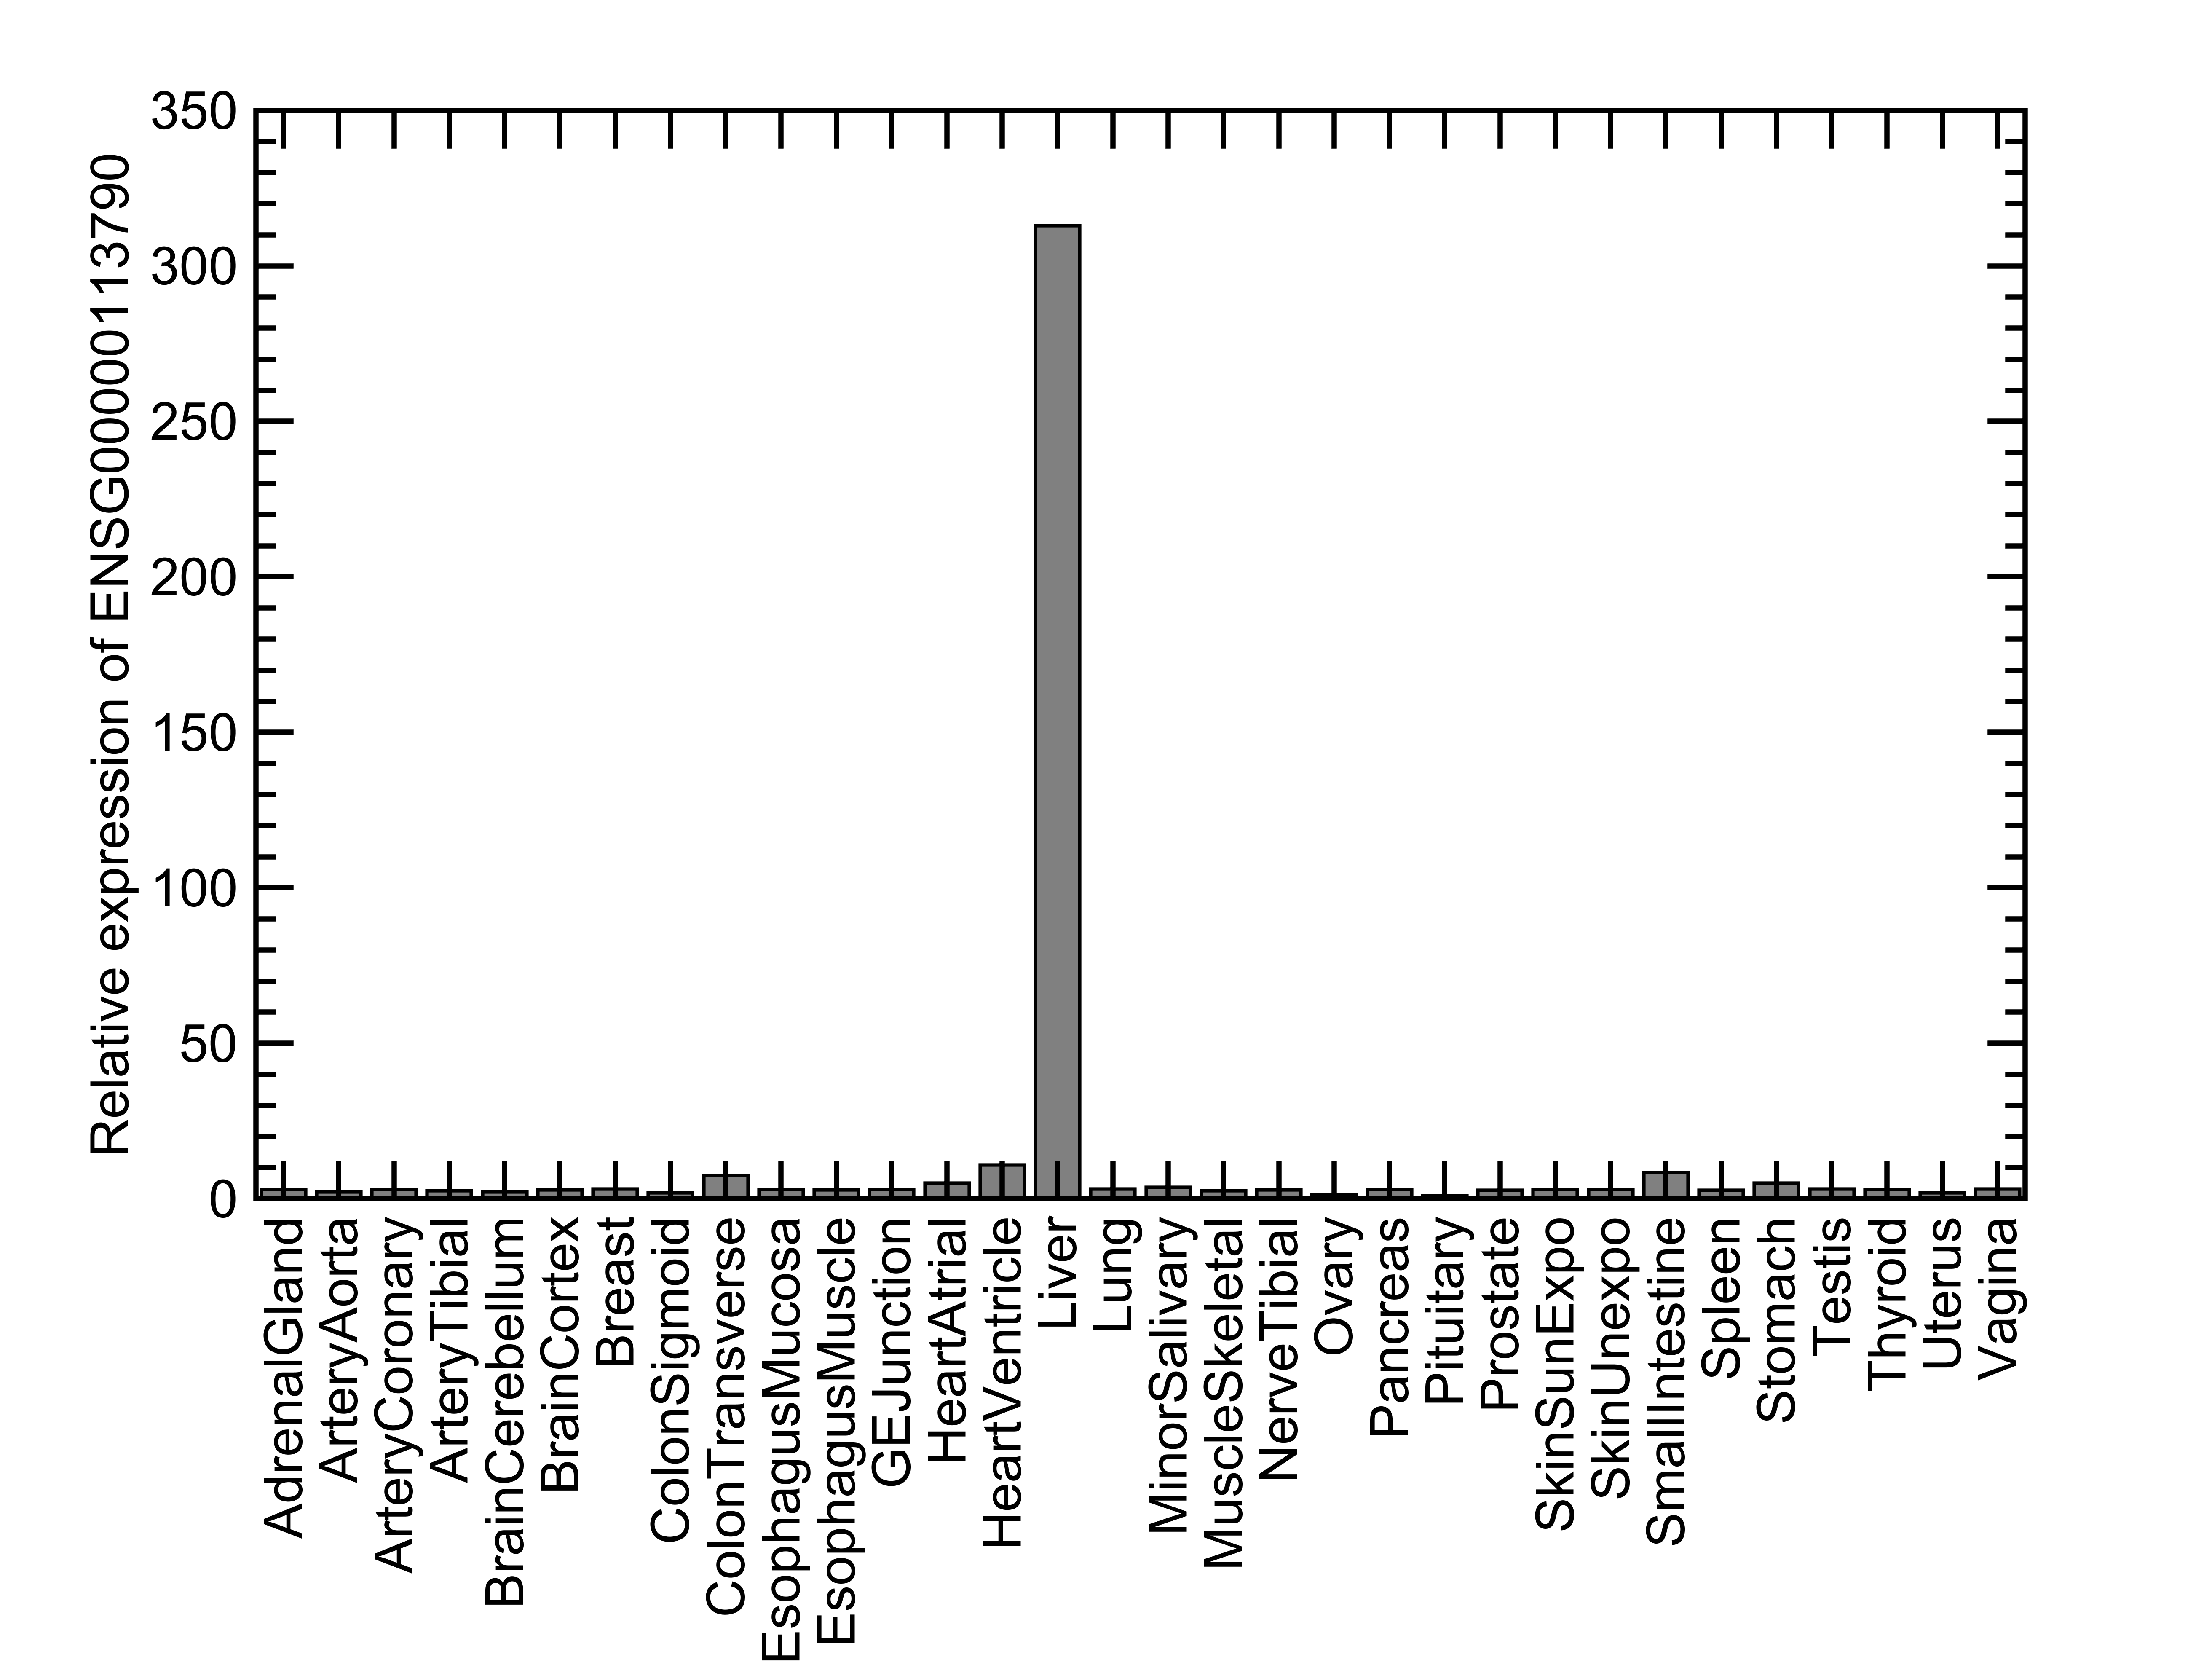 Relative expression of ENSG00000113790
350
300
250
200
150
100
50
0
AdrenalGland
ArteryAorta
ArteryCoronary
ArteryTibial
BrainCerebellum
BrainCortex
Breast
ColonSigmoid
ColonTransverse
EsophagusMucosa
EsophagusMuscle
GEJunction
HeartAtrial
HeartVentricle
Liver
Lung
MinorSalivary
MuscleSkeletal
NerveTibial
Ovary
Pancreas
Pituitary
Prostate
SkinSunExpo
SkinUnexpo
SmallIntestine
Spleen
Stomach
Testis
Thyroid
Uterus
Vagina